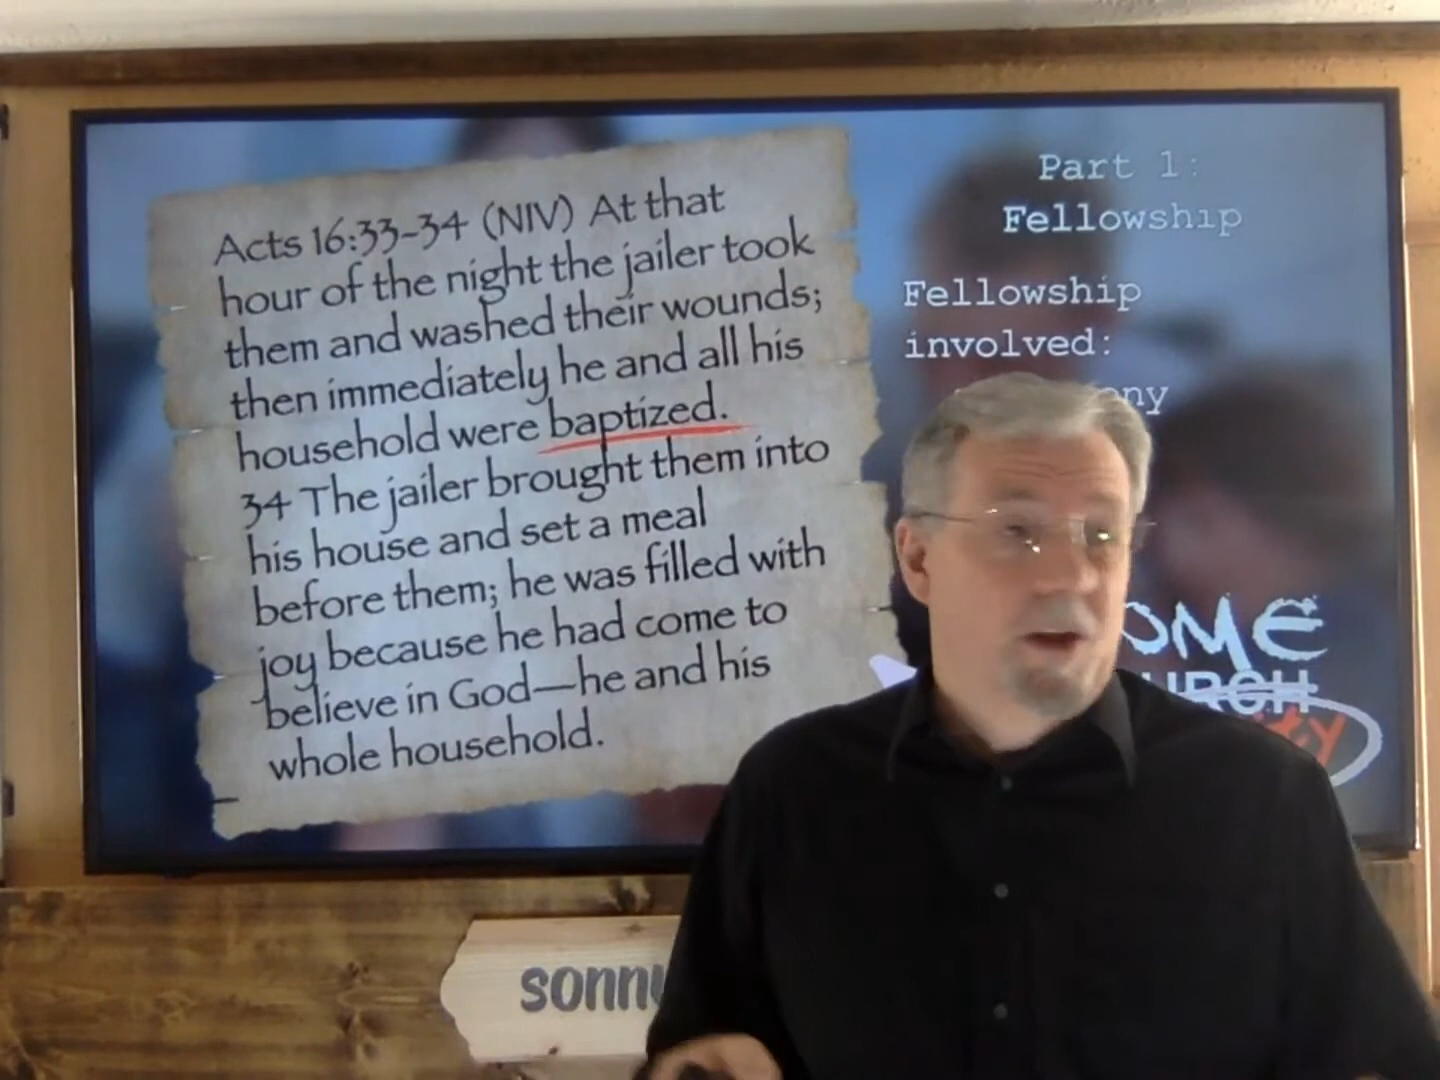 Acts 16:33-34 (NIV) At that
hour of the night the jailer took
them and washed their wounds;
then immediately he and all his
household were baptized.
34 The jailer brought them into
his house and set a meal
before them; he was filled with
joy because he had come to
believe in God—he and his
whole household.
Part 1:
Fellowship
Fellowship
involved: